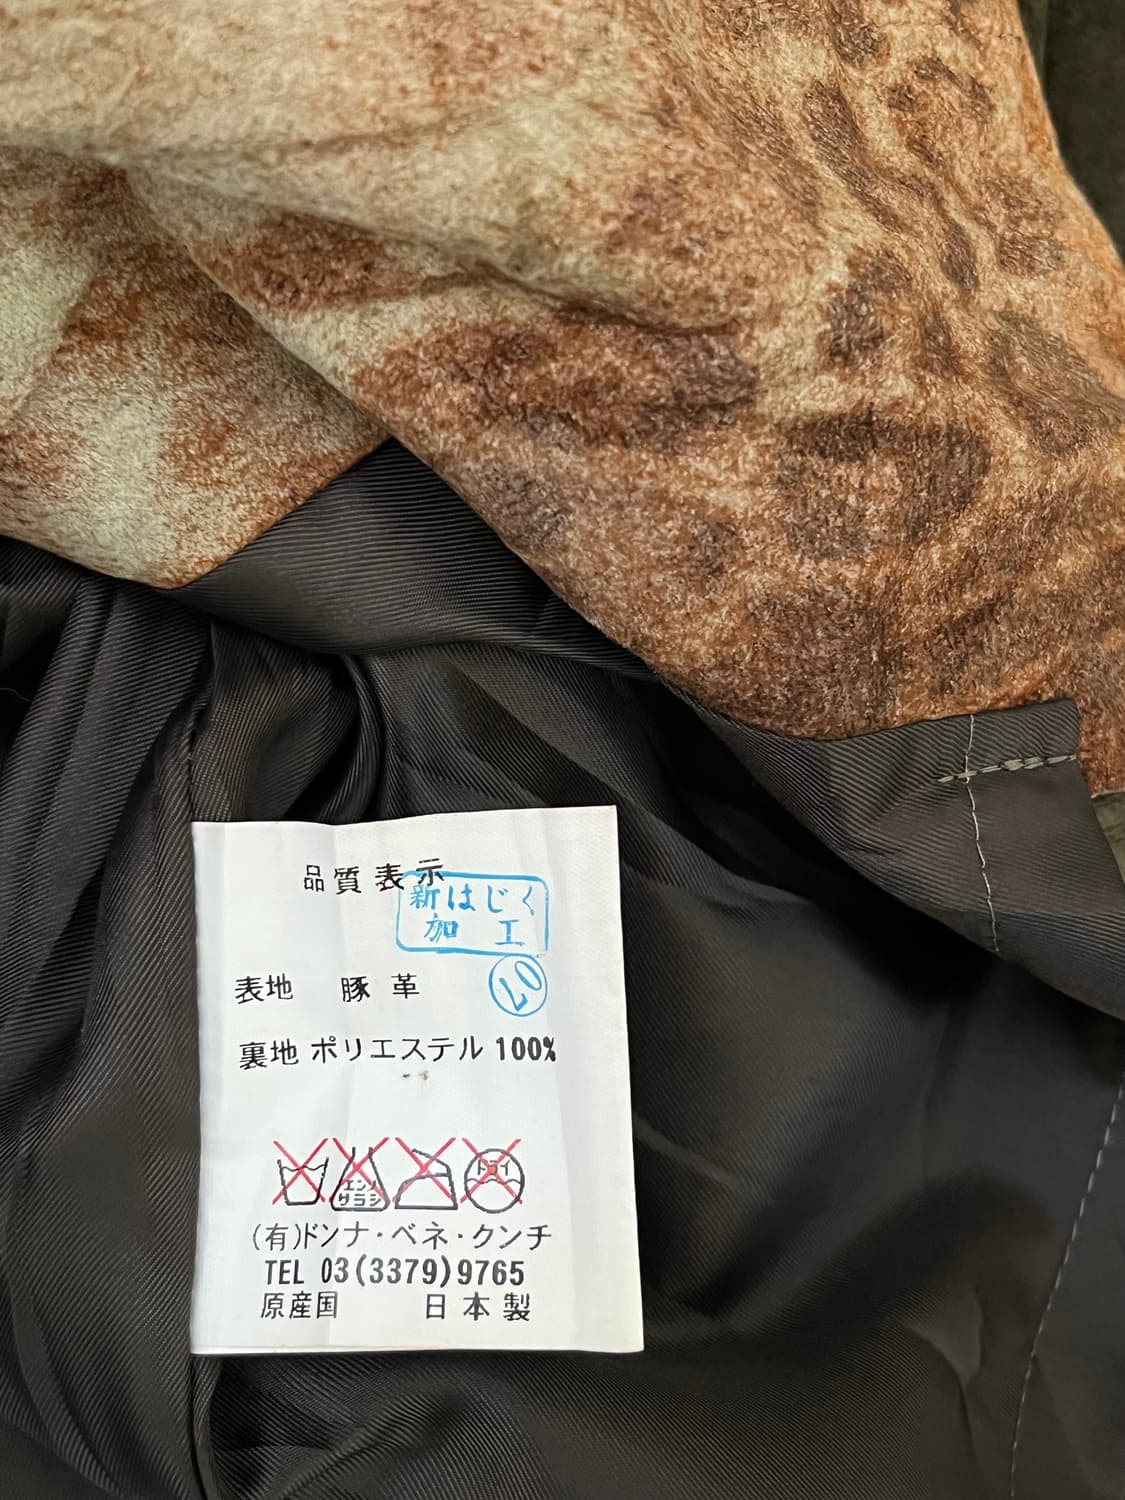 品質表示
新はじく
加工
表地 豚革
裏地 ポリエステル 100%
エンソ
サラシ
ドライ
(有)ドンナ・ベネ・クンチ
TEL 03(3379)9765
原産国 日本製